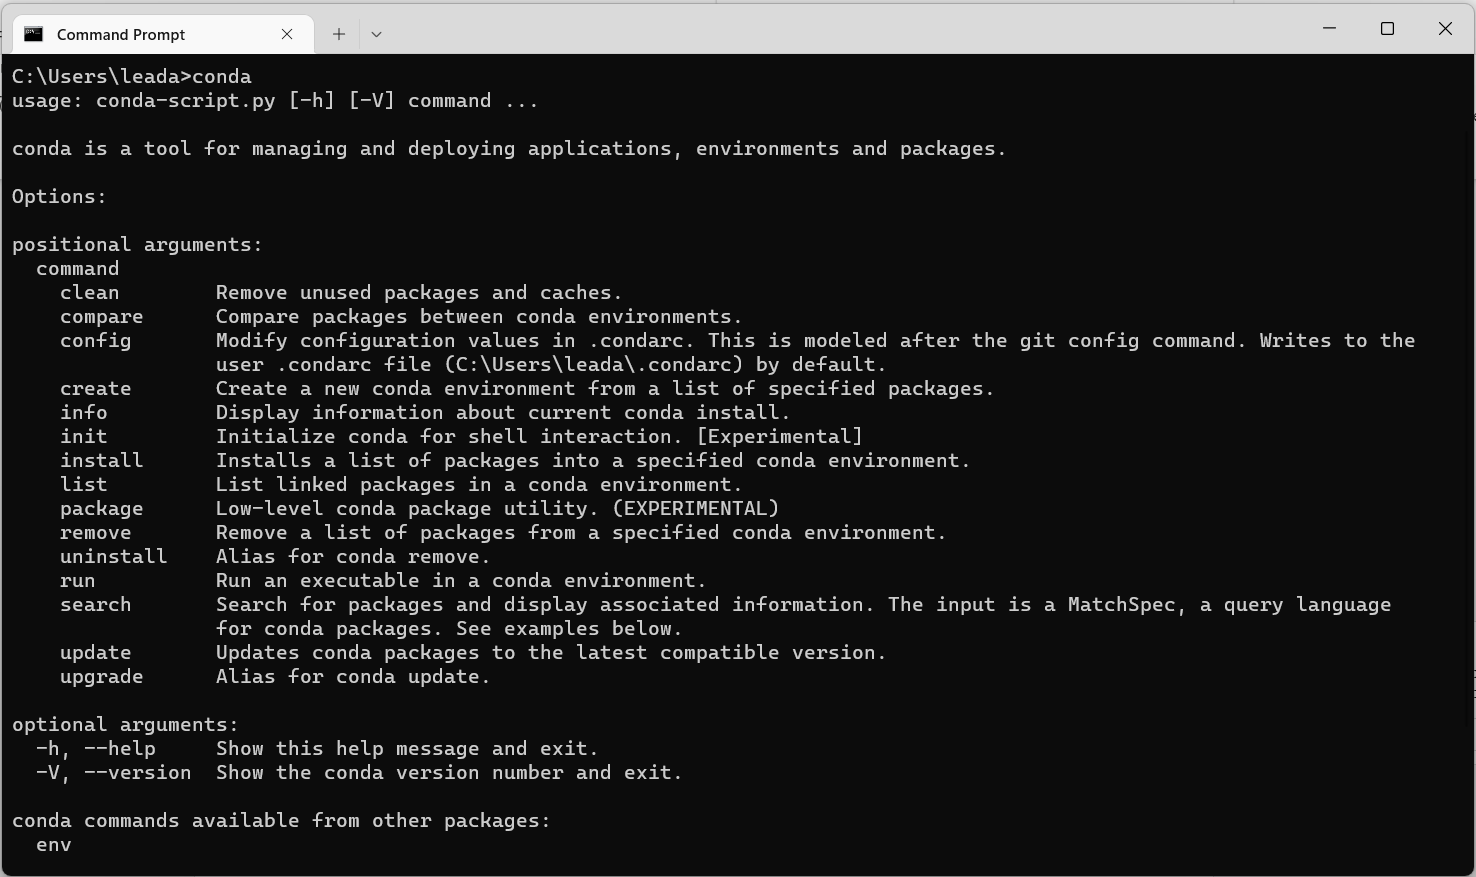 Command Prompt
C:\Users\leada>conda
usage: conda-script.py [-h] [-V] command ...
conda is a tool for managing and deploying applications, environments and packages.
Options:
positional arguments:
  command
    clean        Remove unused packages and caches.
    compare      Compare packages between conda environments.
    config       Modify configuration values in .condarc. This is modeled after the git config command. Writes to the
                 user .condarc file (C:\Users\leada\.condarc) by default.
    create       Create a new conda environment from a list of specified packages.
    info         Display information about current conda install.
    init         Initialize conda for shell interaction. [Experimental]
    install      Installs a list of packages into a specified conda environment.
    list         List linked packages in a conda environment.
    package      Low-level conda package utility. (EXPERIMENTAL)
    remove       Remove a list of packages from a specified conda environment.
    uninstall    Alias for conda remove.
    run          Run an executable in a conda environment.
    search       Search for packages and display associated information. The input is a MatchSpec, a query language
                 for conda packages. See examples below.
    update       Updates conda packages to the latest compatible version.
    upgrade      Alias for conda update.
optional arguments:
  -h, --help     Show this help message and exit.
  -V, --version  Show the conda version number and exit.
conda commands available from other packages:
  env